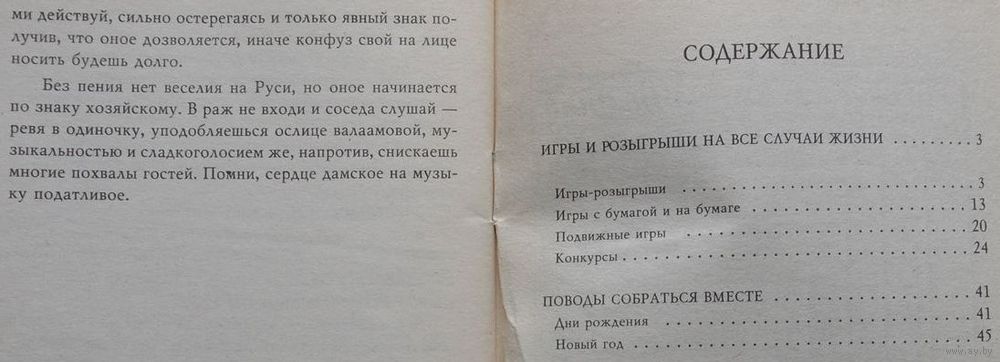 ми действуй, сильно остерегаясь и только явный знак по-
лучив, что оное дозволяется, иначе конфуз свой на лице
носить будешь долго.
Без пения нет веселия на Руси, но оное начинается
по знаку хозяйскому. В раж не входи и соседа слушай —
ревя в одиночку, уподобляешься ослице валаамовой, му-
зыкальностью и сладкоголосием же, напротив, снискаешь
многие похвалы гостей. Помни, сердце дамское на музы-
ку податливое.
СОДЕРЖАНИЕ
ИГРЫ И РОЗЫГРЫШИ НА ВСЕ СЛУЧАИ ЖИЗНИ . . . . . . . . . 3
Игры-розыгрыши . . . . . . . . . . . . . . . . . . . . . . . . 3
Игры с бумагой и на бумаге . . . . . . . . . . . . . . . . . . 13
Подвижные игры . . . . . . . . . . . . . . . . . . . . . . . 20
Конкурсы . . . . . . . . . . . . . . . . . . . . . . . . . . . . 24
ПОВОДЫ СОБРАТЬСЯ ВМЕСТЕ . . . . . . . . . . . . . . . . . 41
Дни рождения . . . . . . . . . . . . . . . . . . . . . . . . . 41
Новый год . . . . . . . . . . . . . . . . . . . . . . . . . . . 45
www.ay.by